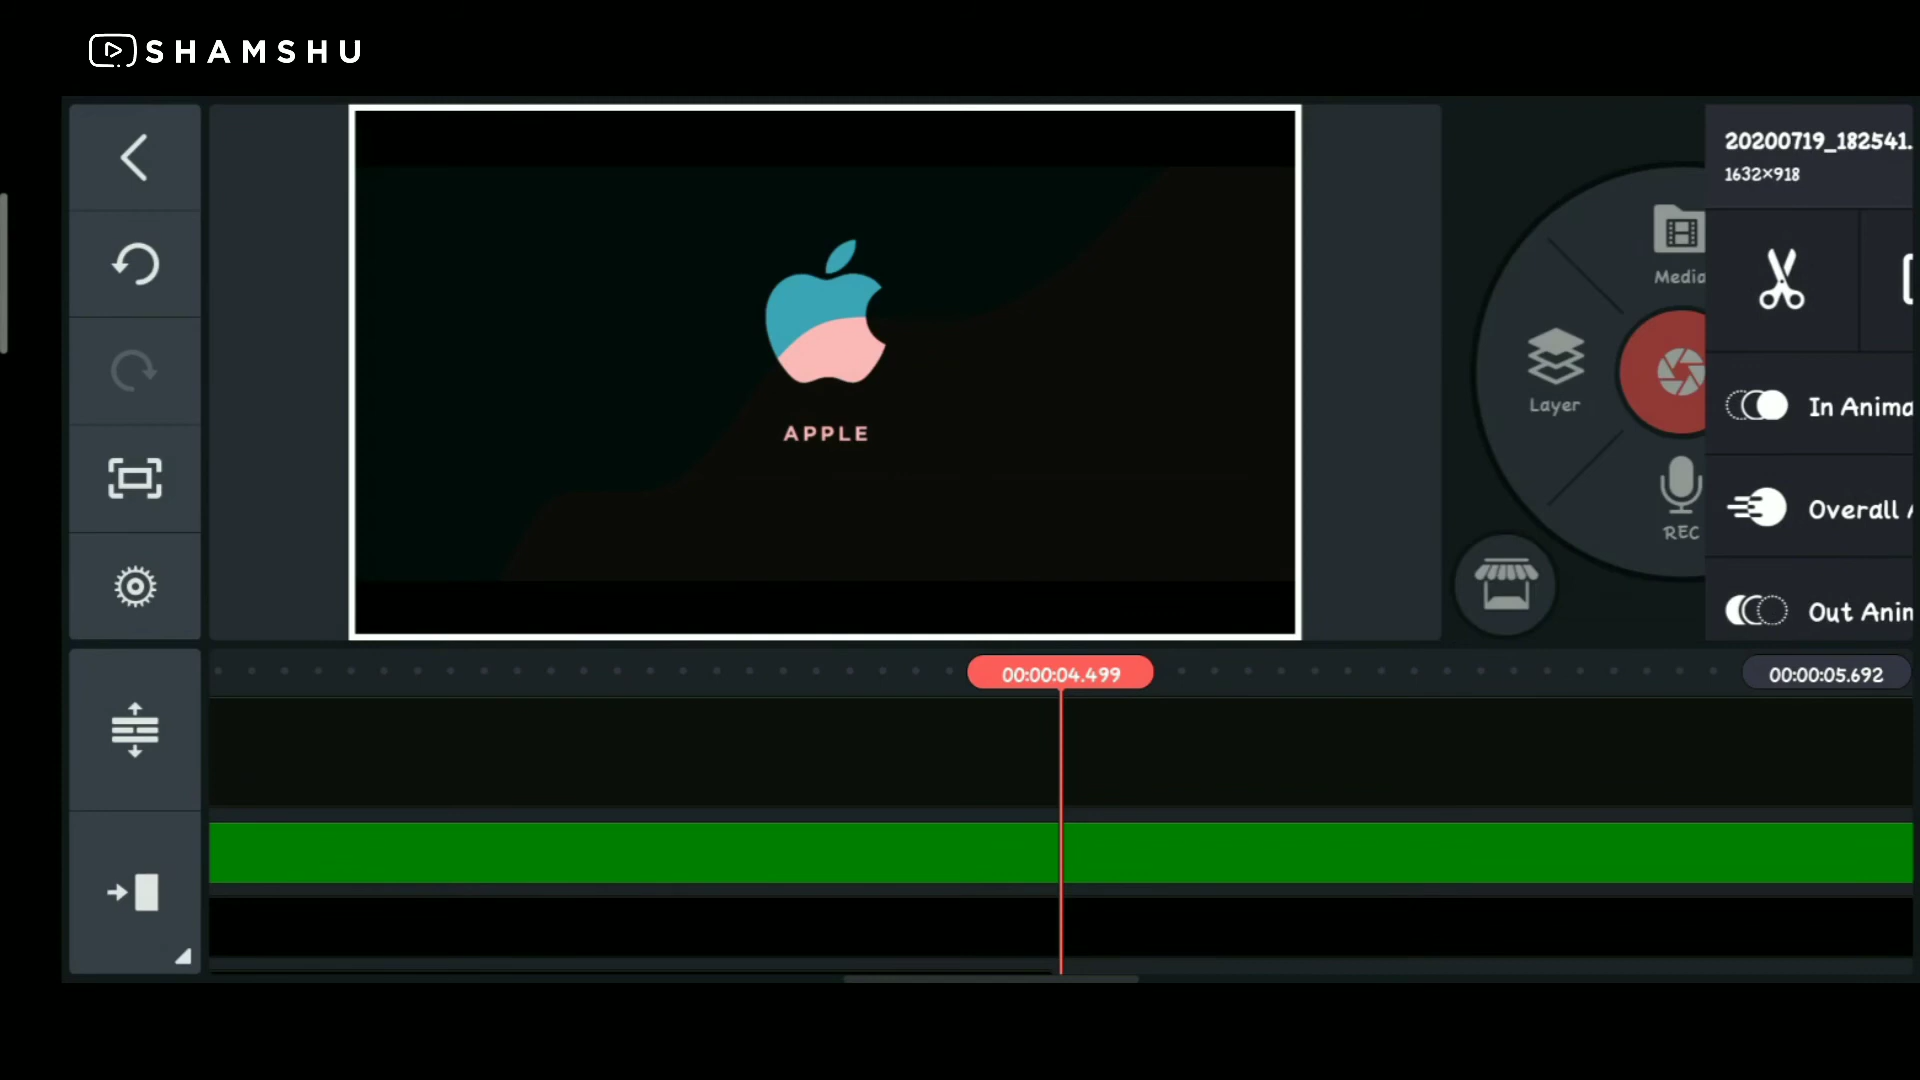 SHAMSHU
20200719_182541.
1632×918
Media
Layer
In Anima
Overall
REC
Out Anim
APPLE
00:00:04.499
00:00:05.692